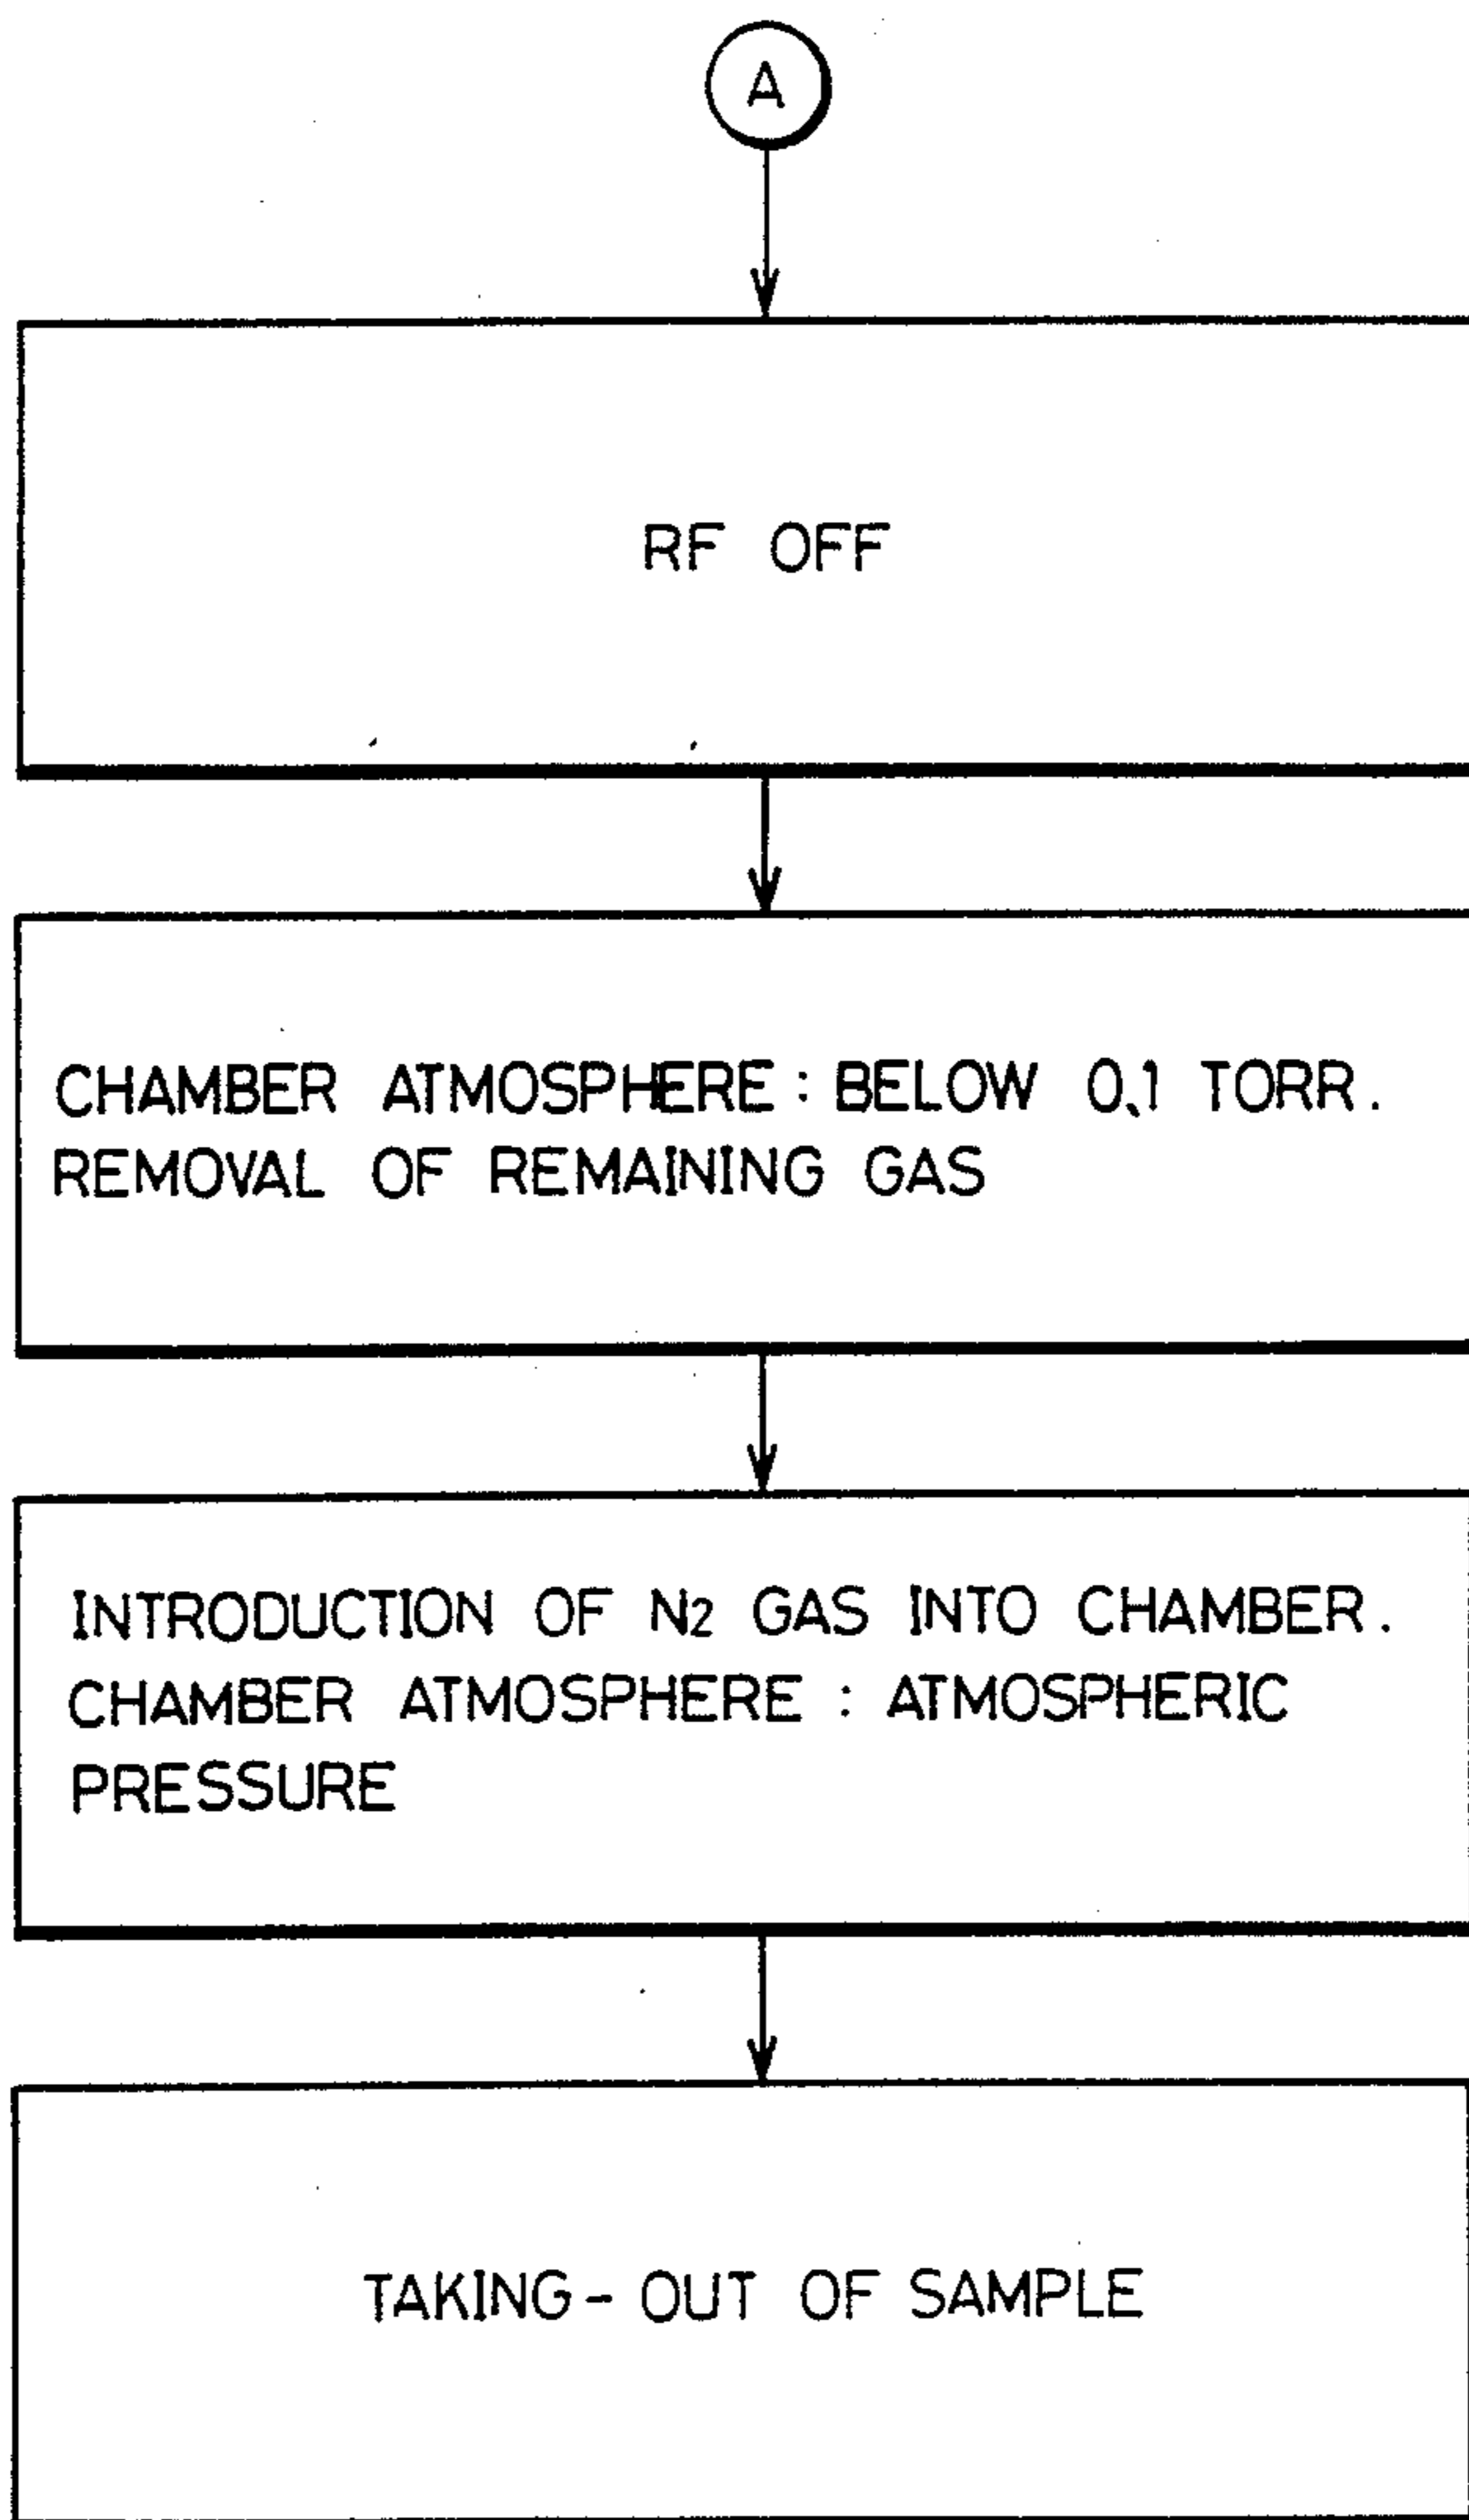 A
RF OFF
CHAMBER ATMOSPHERE : BELOW 0.1 TORR.
REMOVAL OF REMAINING GAS
INTRODUCTION OF N2 GAS INTO CHAMBER.
CHAMBER ATMOSPHERE : ATMOSPHERIC
PRESSURE
TAKING-OUT OF SAMPLE